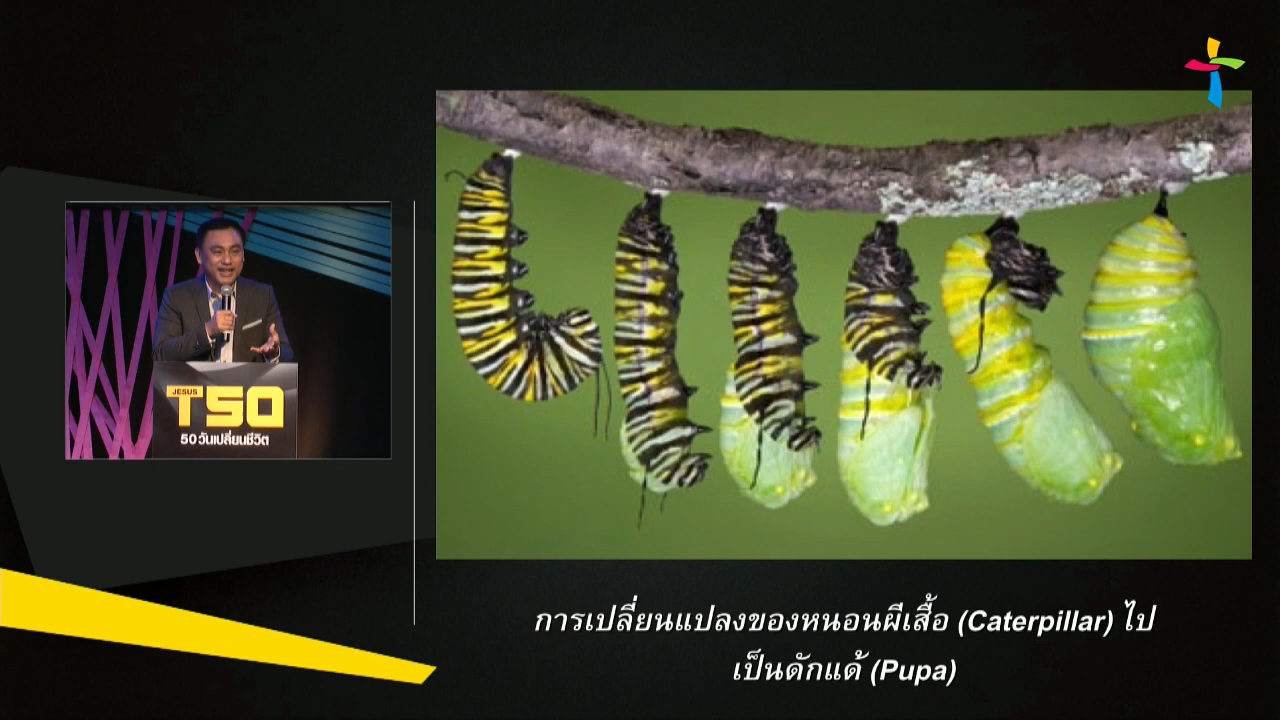 JESUS
T50
50 วันเปลี่ยนชีวิต
การเปลี่ยนแปลงของหนอนผีเสื้อ (Caterpillar) ไป
เป็นดักแด้ (Pupa)